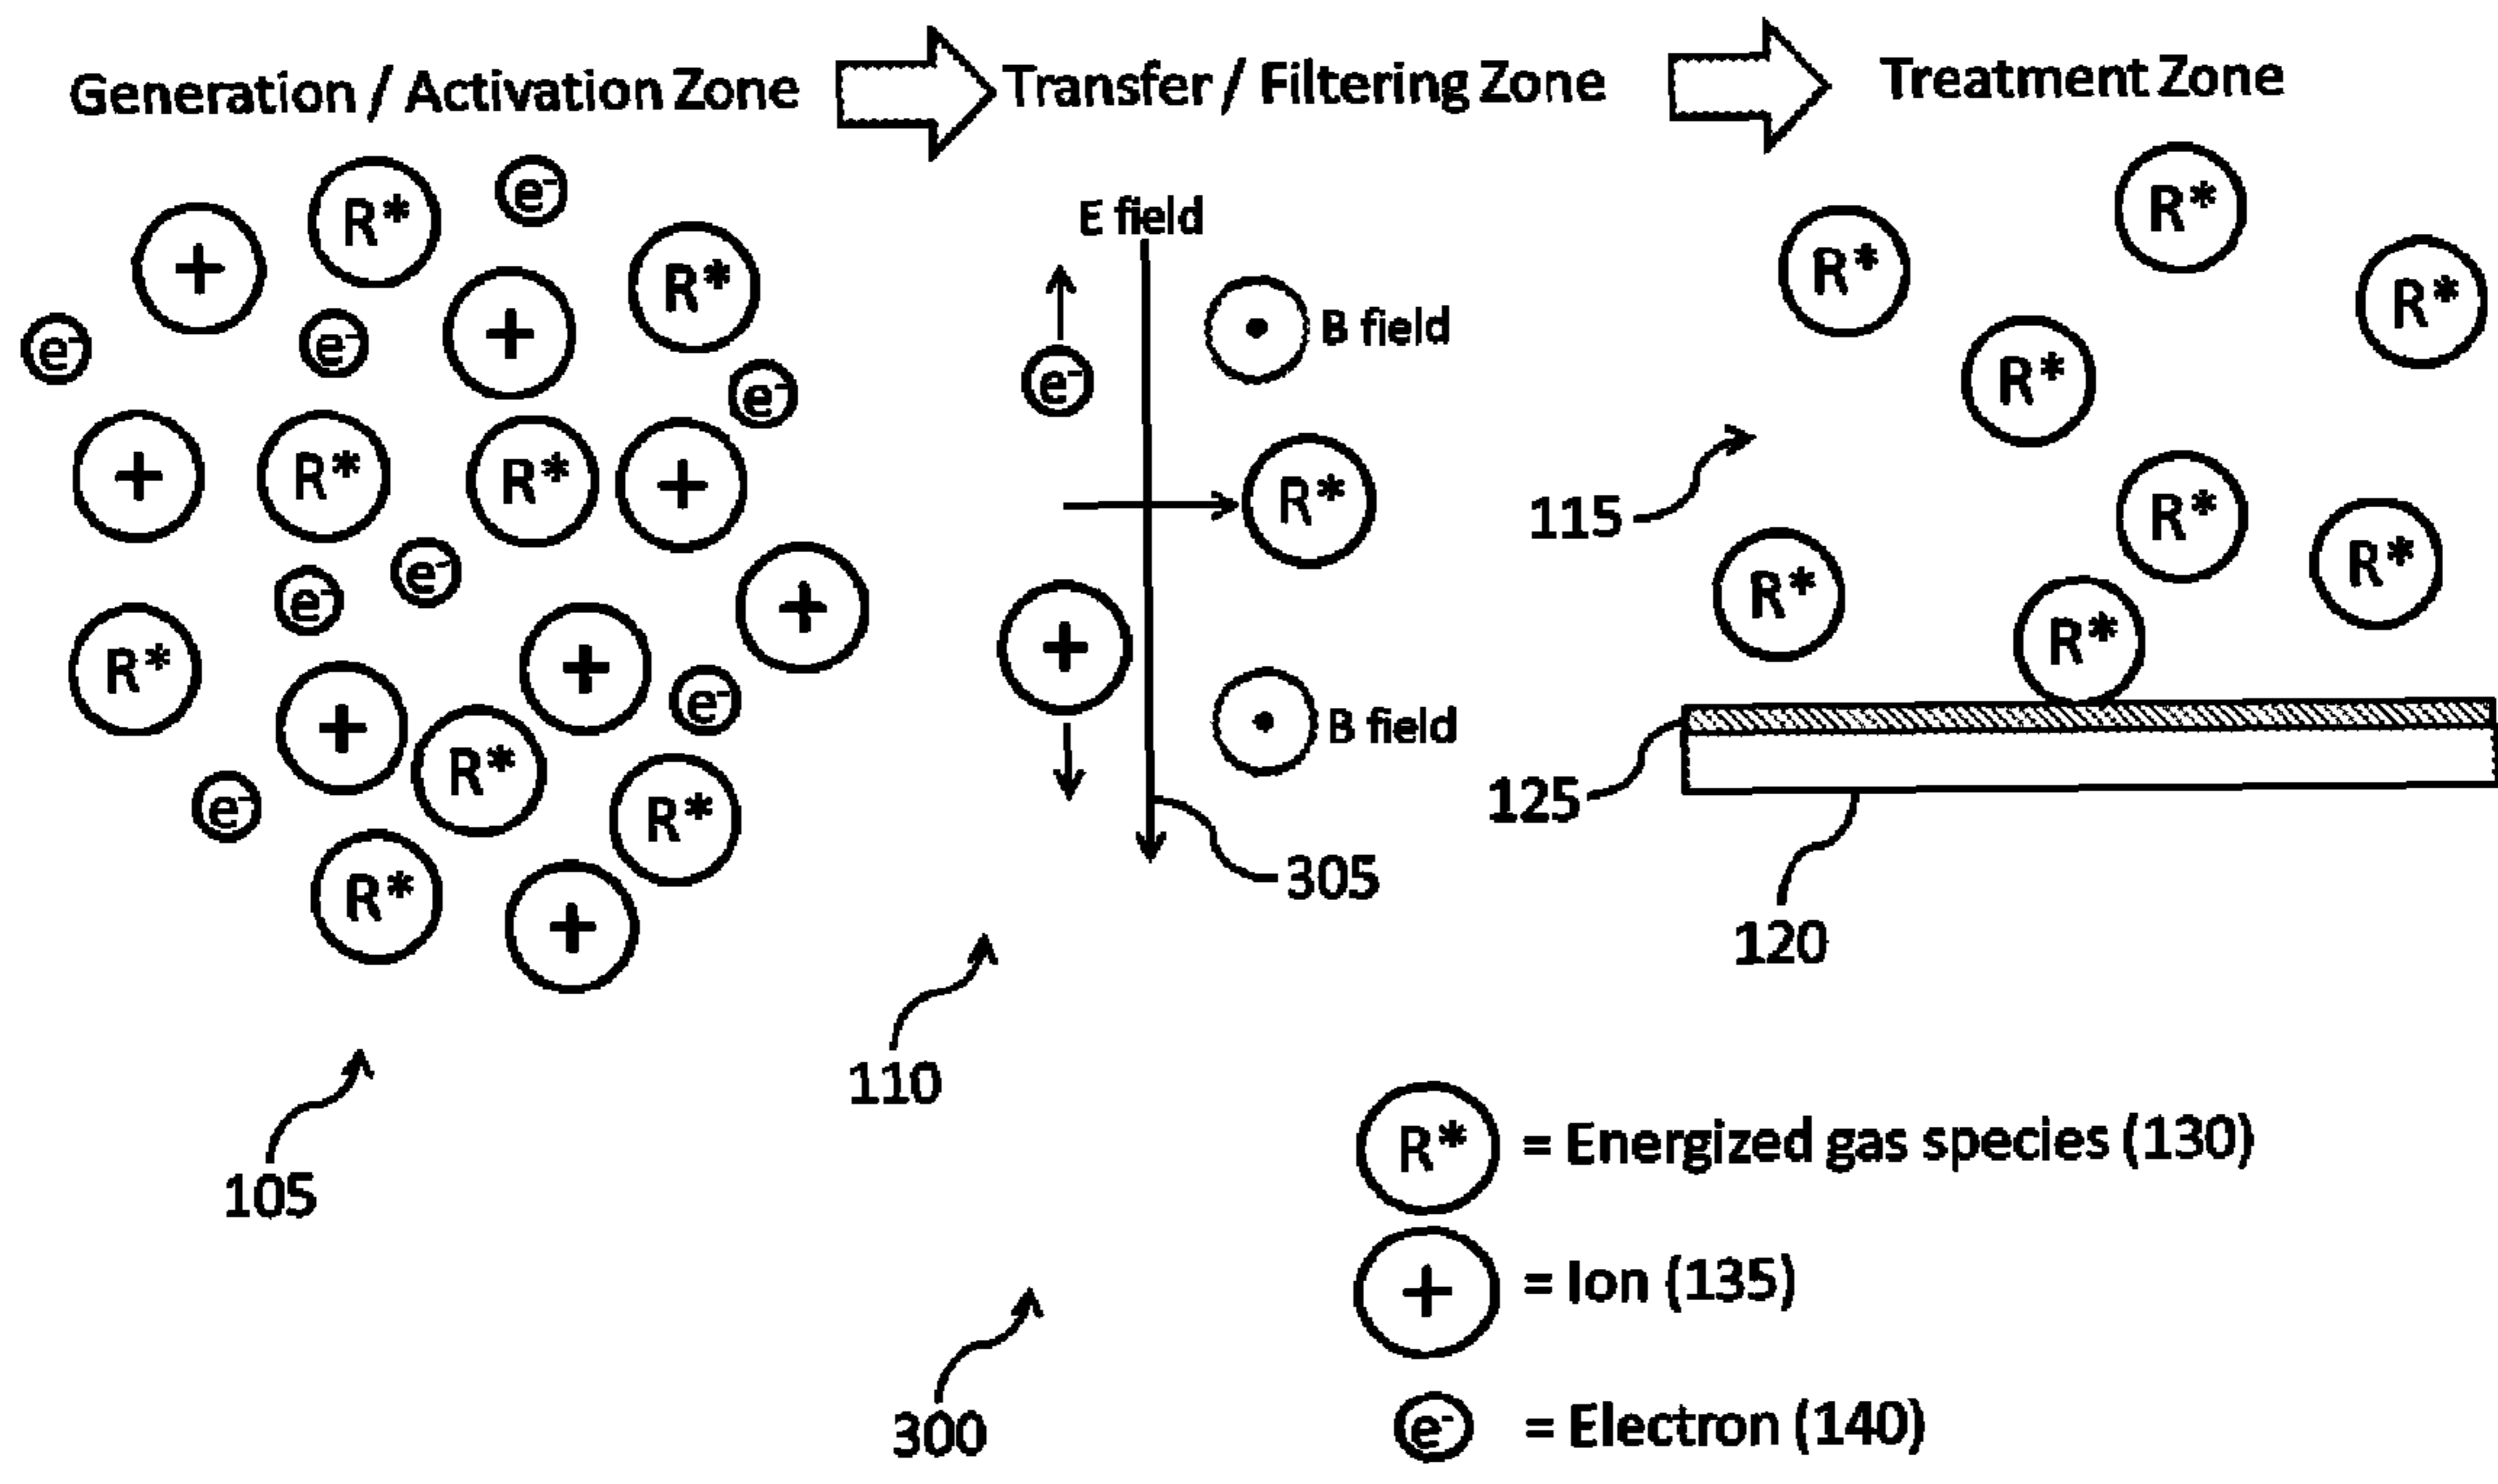 Generation / Activation Zone
Transfer / Filtering Zone
Treatment Zone
R*
e-
+
R*
R*
+
R*
e-
e-
e-
+
R*
R*
+
e-
e-
+
R*
+
e-
+
R*
e-
R*
R*
+
105
E field
B field
e-
R*
+
B field
305
110
R*
R*
R*
R*
115
R*
R*
R*
R*
125
120
300
R* = Energized gas species (130)
+ = Ion (135)
e- = Electron (140)